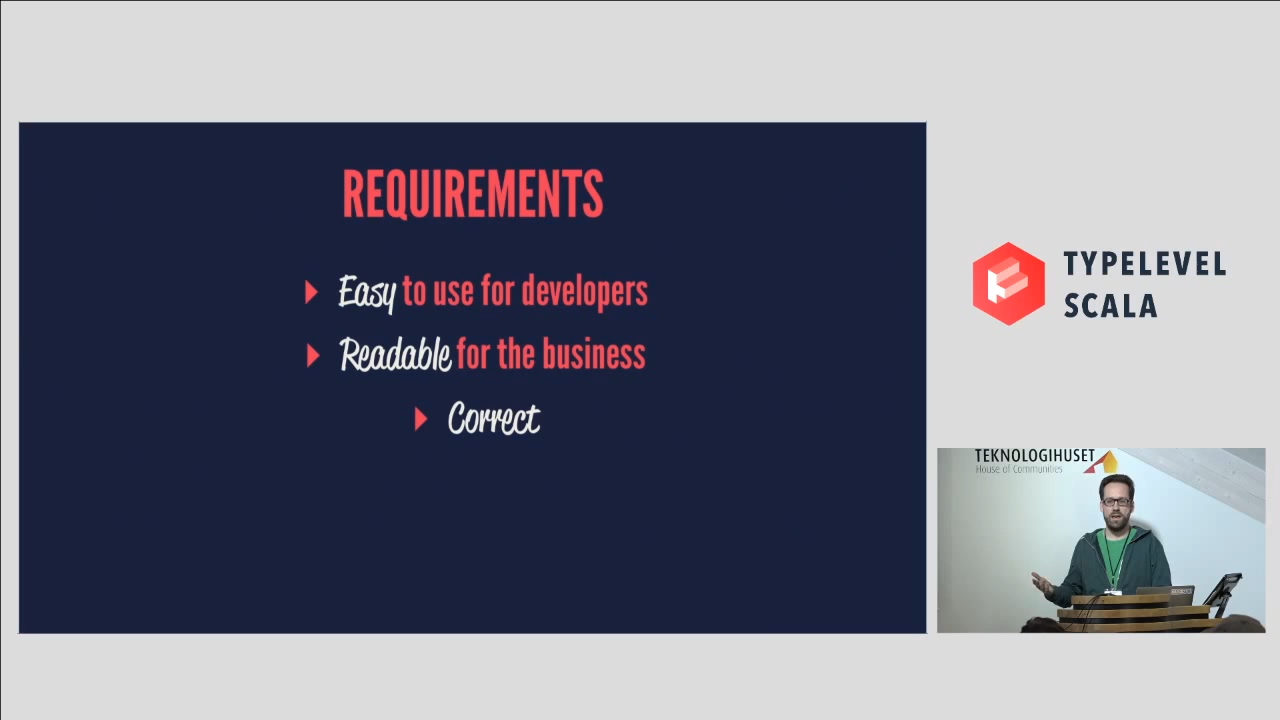 REQUIREMENTS
Easy to use for developers
Readable for the business
Correct
TYPELEVEL
SCALA
TEKNOLOGIHUSET
House of Communities